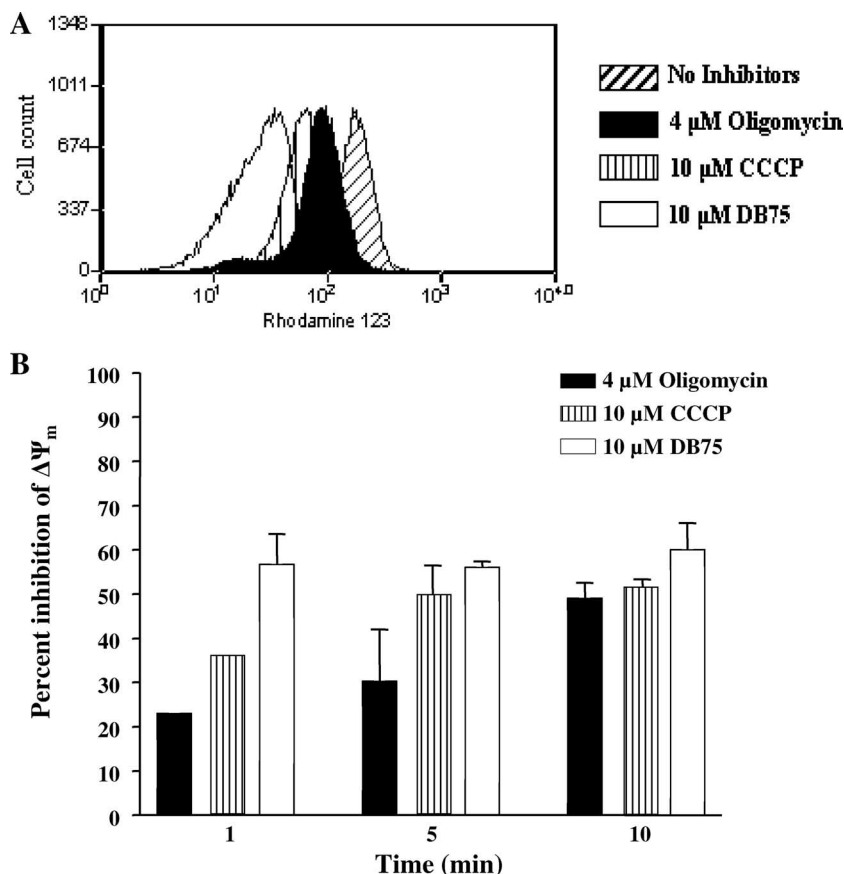 A
1348
1011
674
337
0
Cell count
10^0
10^1
10^2
10^3
10^4.0
Rhodamine 123
No Inhibitors
4 µM Oligomycin
10 µM CCCP
10 µM DB75
B
100
90
80
70
60
50
40
30
20
10
0
Percent inhibition of ΔΨm
4 µM Oligomycin
10 µM CCCP
10 µM DB75
1
5
10
Time (min)